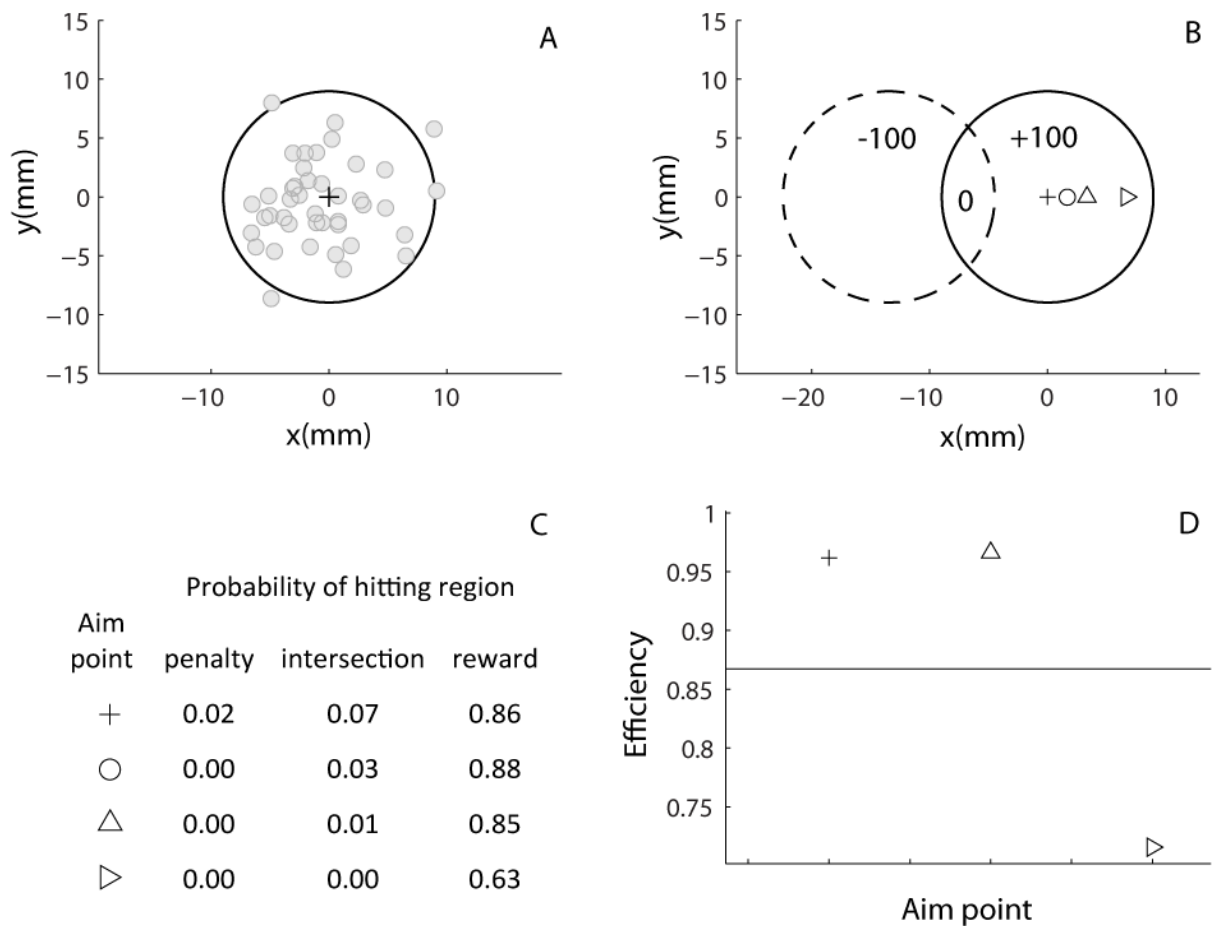 A
15
10
5
0
−5
−10
−15
y(mm)
−10 0 10
x(mm)
B
15
10
5
0
−5
−10
−15
y(mm)
-100 +100
0
−20 −10 0 10
x(mm)
C
Probability of hitting region
Aim
point penalty intersection reward
0.02 0.07 0.86
0.00 0.03 0.88
0.00 0.01 0.85
0.00 0.00 0.63
D
1
0.95
0.9
0.85
0.8
0.75
Efficiency
Aim point